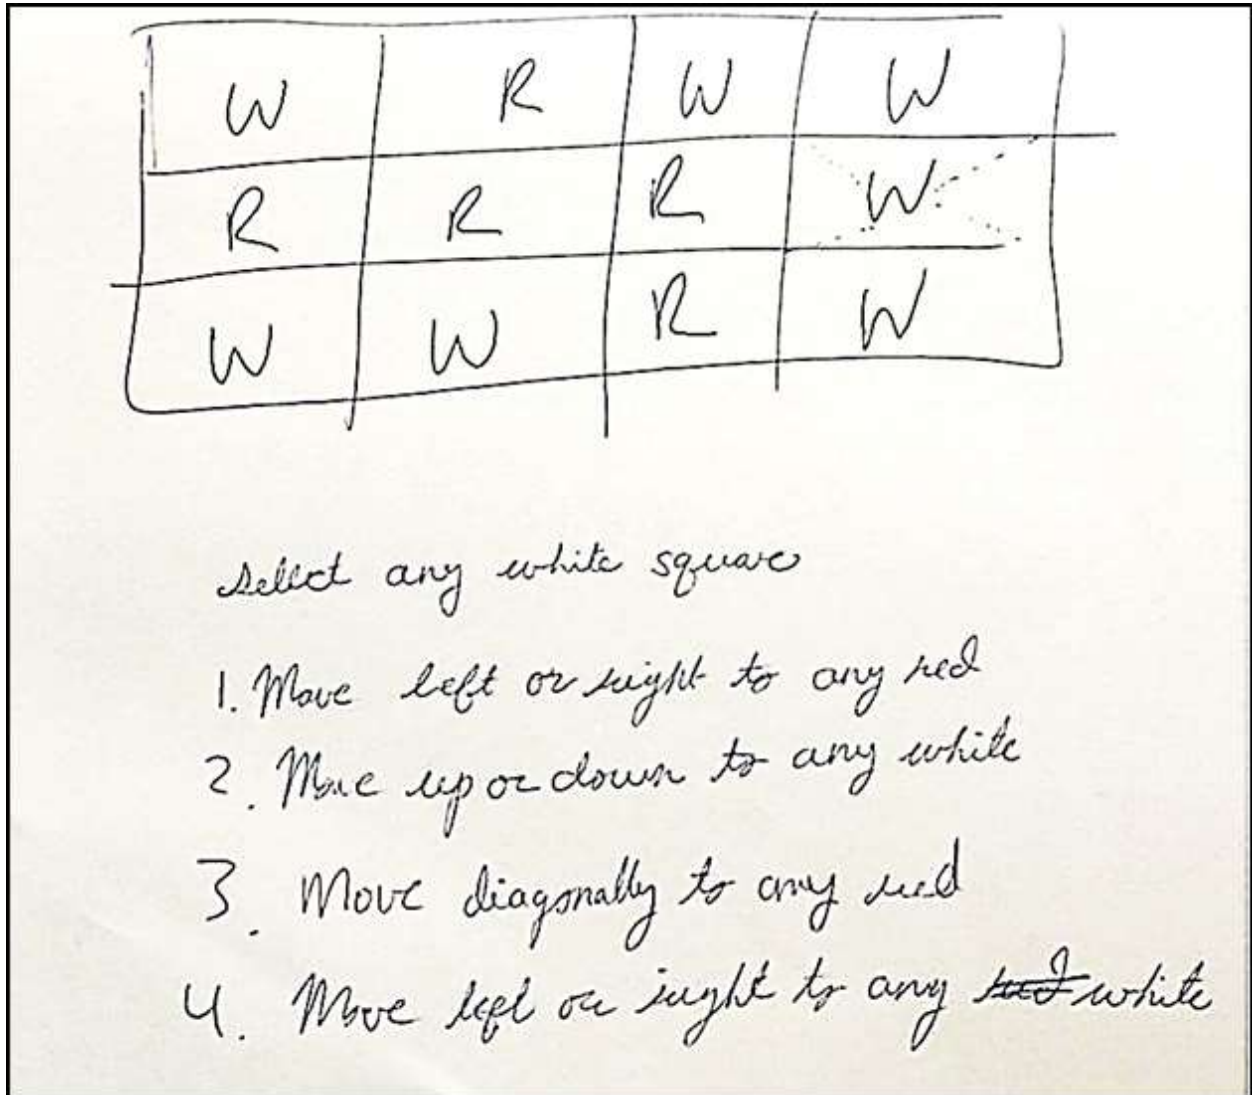 W R W W
R R R W
W W R W
select any white square
1. Move left or right to any red
2. Move up or down to any white
3. Move diagonally to any red
4. Move left or right to any red white